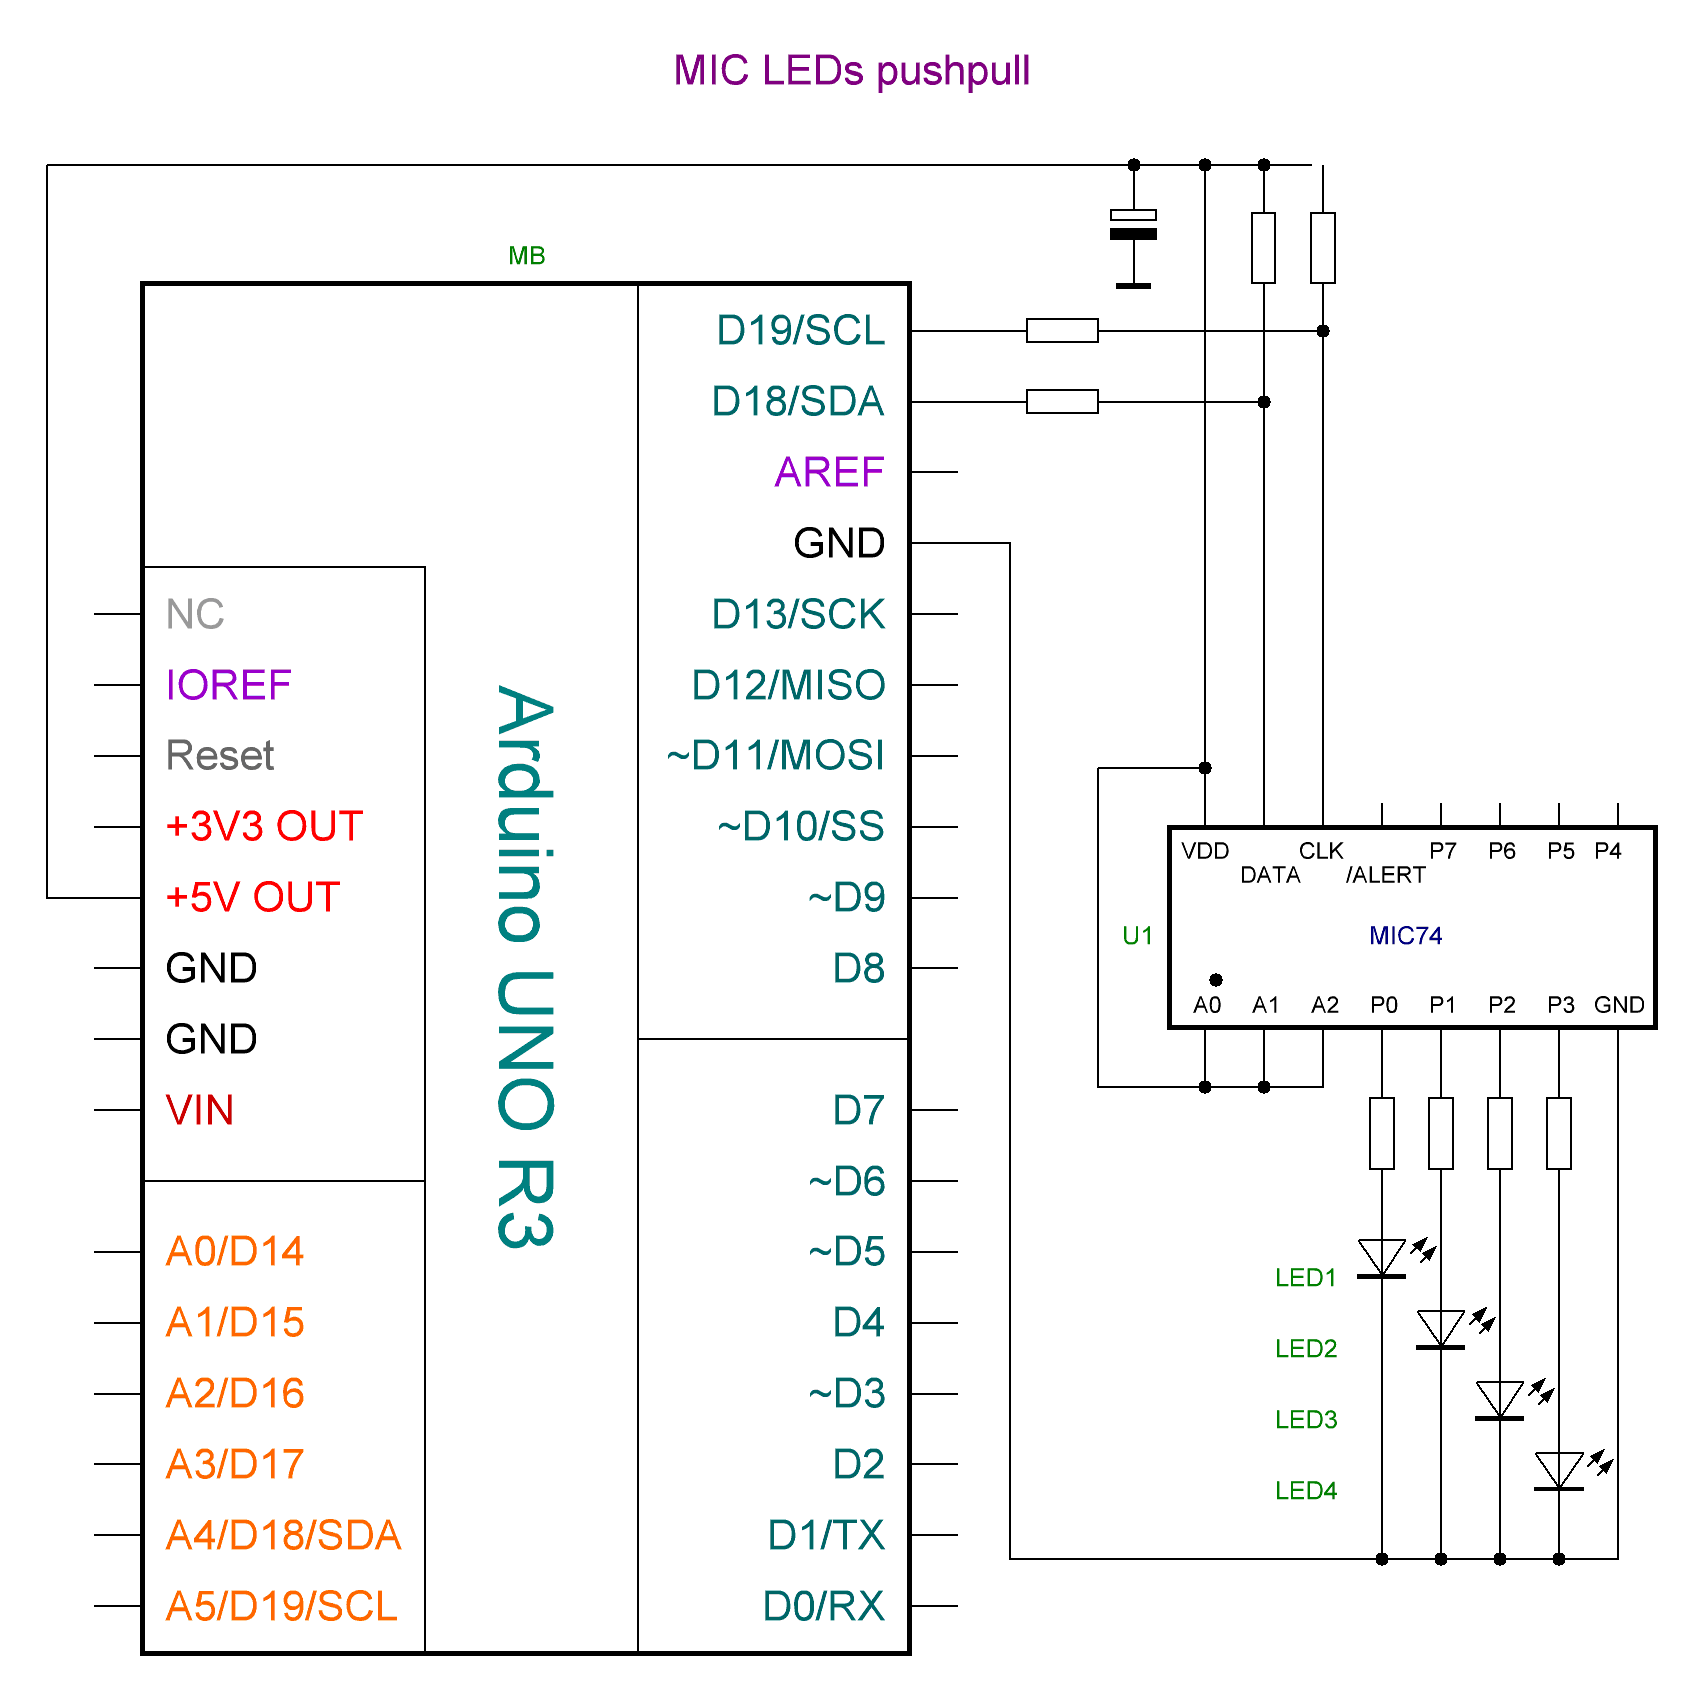 MIC LEDs pushpull
MB
D19/SCL
D18/SDA
AREF
GND
D13/SCK
D12/MISO
~D11/MOSI
~D10/SS
~D9
D8
D7
~D6
~D5
D4
~D3
D2
D1/TX
D0/RX
NC
IOREF
Reset
+3V3 OUT
+5V OUT
GND
GND
VIN
A0/D14
A1/D15
A2/D16
A3/D17
A4/D18/SDA
A5/D19/SCL
Arduino UNO R3
VDD CLK P7 P6 P5 P4
DATA /ALERT
U1 MIC74
A0 A1 A2 P0 P1 P2 P3 GND
LED1
LED2
LED3
LED4